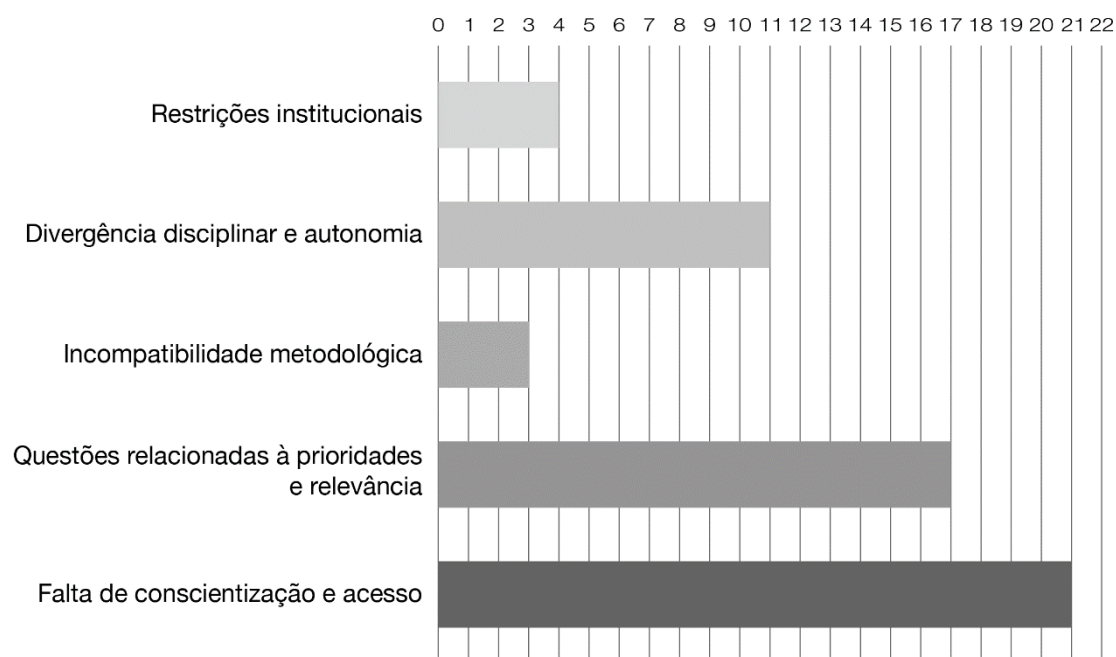 0 1 2 3 4 5 6 7 8 9 10 11 12 13 14 15 16 17 18 19 20 21 22
Restrições institucionais
Divergência disciplinar e autonomia
Incompatibilidade metodológica
Questões relacionadas à prioridades
e relevância
Falta de conscientização e acesso